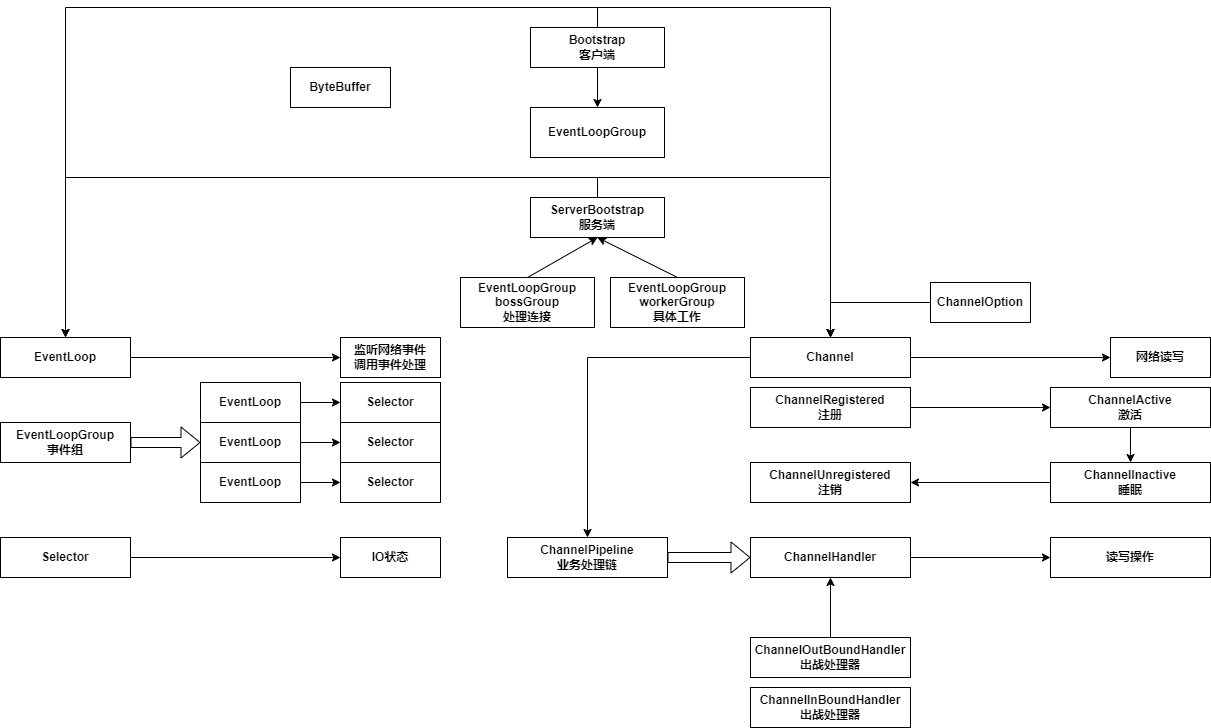 Bootstrap
客户端
ByteBuffer
EventLoopGroup
ServerBootstrap
服务端
EventLoopGroup
bossGroup
处理连接
EventLoopGroup
workerGroup
具体工作
ChannelOption
EventLoop
监听网络事件
调用事件处理
Channel
网络读写
EventLoop
Selector
ChannelRegistered
注册
ChannelActive
激活
EventLoopGroup
事件组
EventLoop
Selector
EventLoop
Selector
ChannelUnregistered
注销
ChannelInactive
睡眠
Selector
IO状态
ChannelPipeline
业务处理链
ChannelHandler
读写操作
ChannelOutBoundHandler
出战处理器
ChannelInBoundHandler
出战处理器